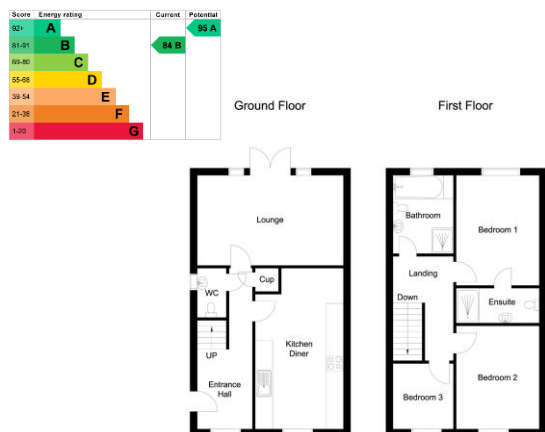 Score Energy rating Current Potential
92+ A 95 A
81-91 B 84 B
69-80 C
55-68 D
39-54 E
21-38 F
1-20 G
Ground Floor First Floor
Lounge
WC
Cup
UP
Kitchen
Diner
Entrance
Hall
Bathroom
Bedroom 1
Landing
Down
Ensuite
Bedroom 2
Bedroom 3